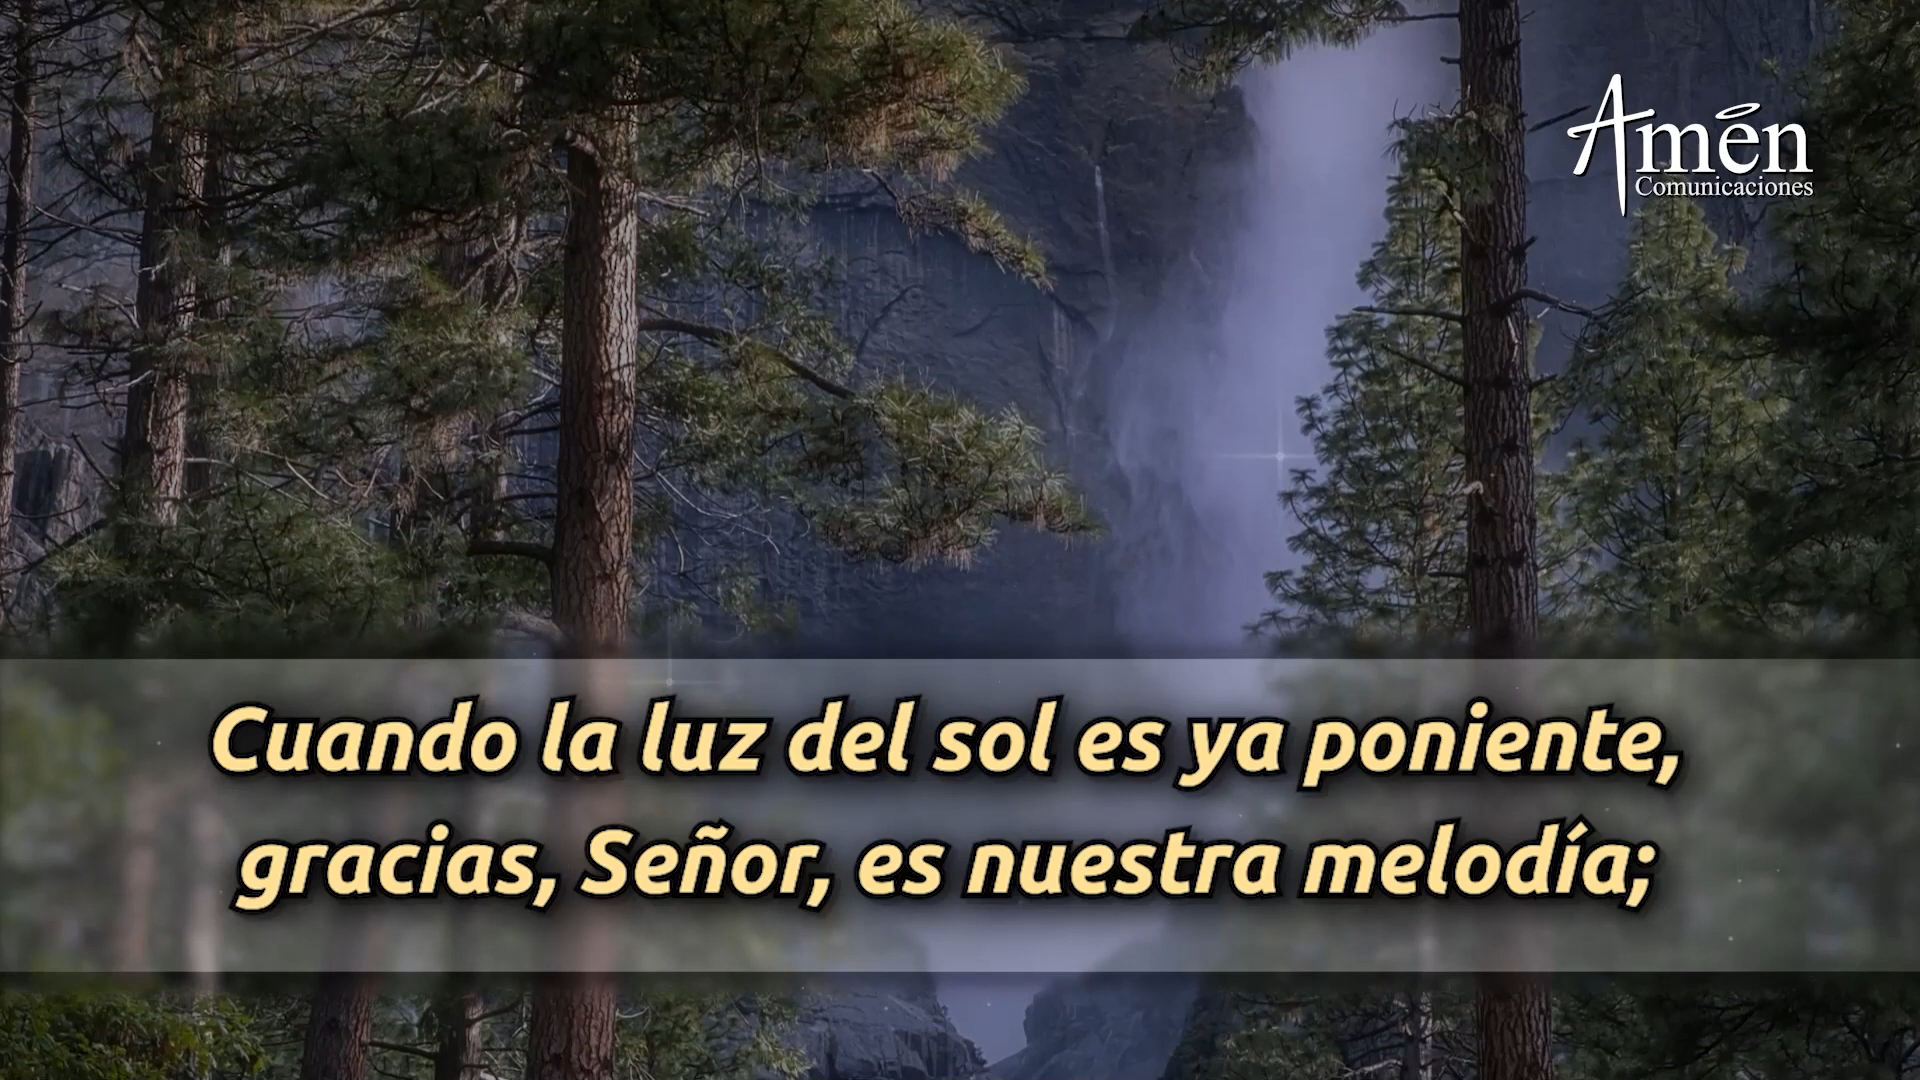 Amén
Comunicaciones
Cuando la luz del sol es ya poniente,
gracias, Señor, es nuestra melodía;